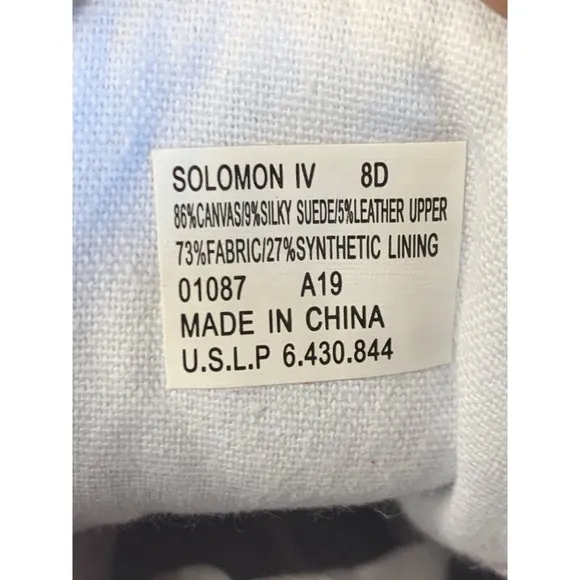 SOLOMON IV 8D
86%CANVAS/9%SILKY SUEDE/5%LEATHER UPPER
73%FABRIC/27%SYNTHETIC LINING
01087 A19
MADE IN CHINA
U.S.L.P 6.430.844